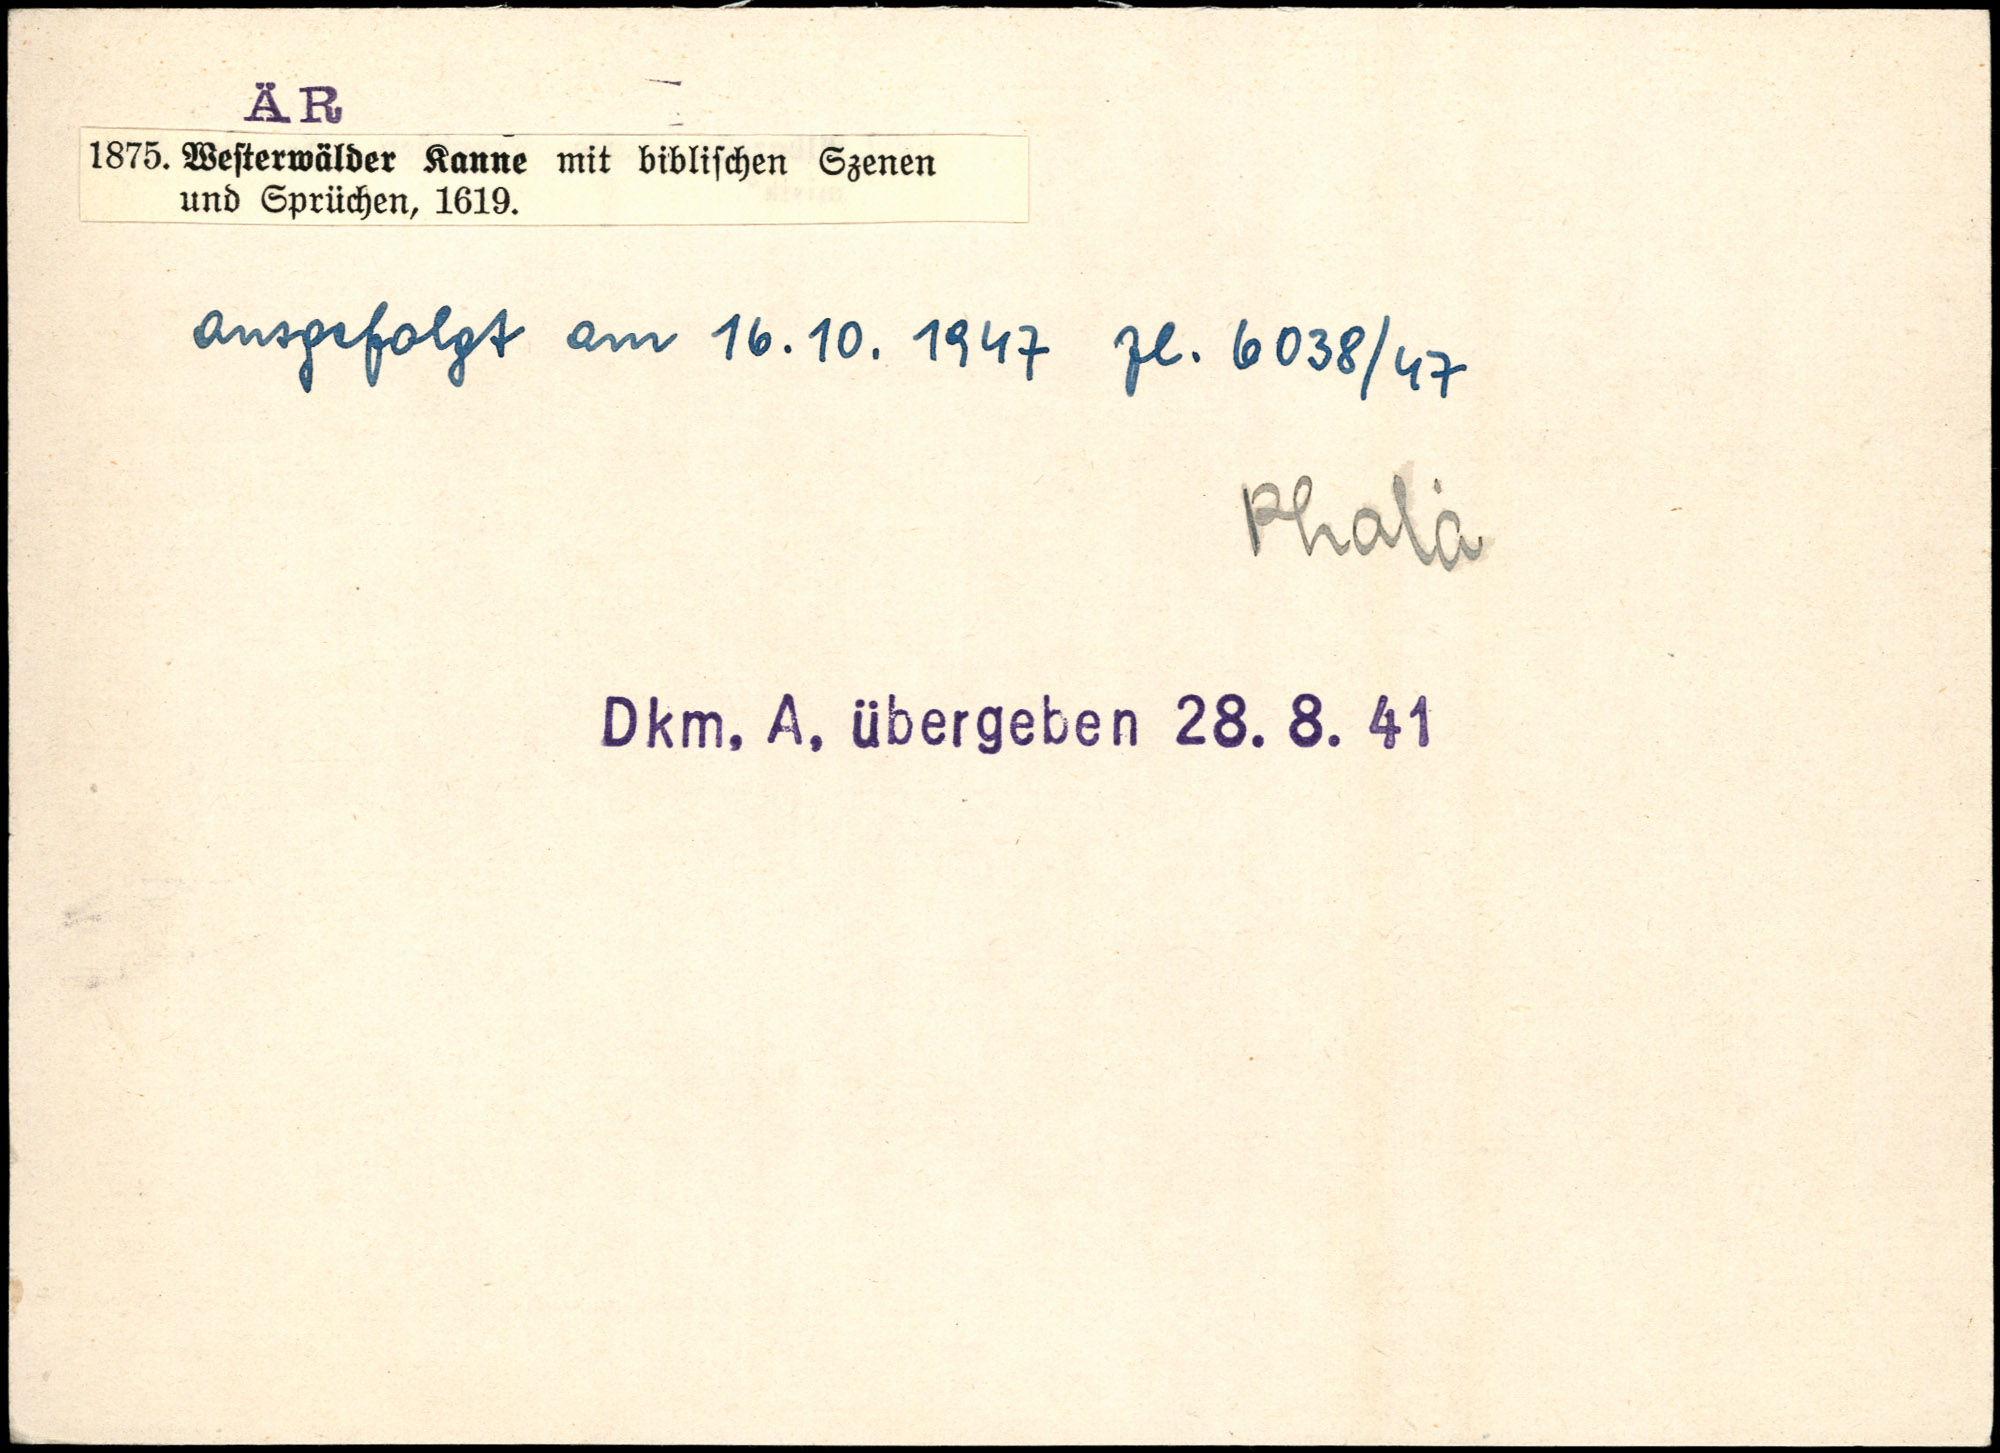 ÄR
1875. Westerwälder Kanne mit biblischen Szenen
und Sprüchen, 1619.
ausgefolgt am 16.10.1947 Zl. 6038/47
Dkm. A. übergeben 28. 8. 41